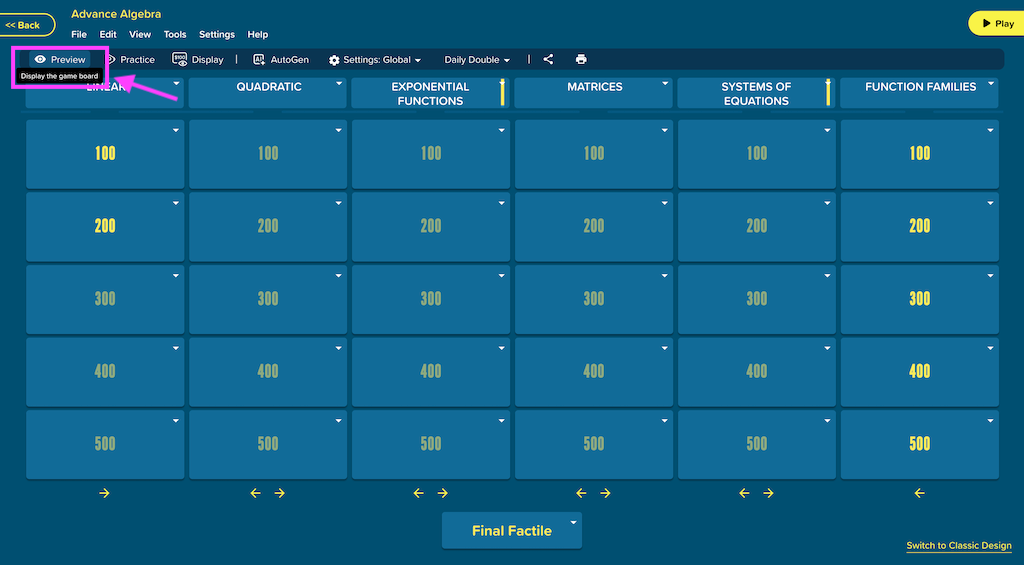 Advance Algebra
<< Back
Play
File Edit View Tools Settings Help
Preview Practice $100 Display | AutoGen Settings: Global Daily Double |
Display the game board
LINEAR QUADRATIC EXPONENTIAL FUNCTIONS MATRICES SYSTEMS OF EQUATIONS FUNCTION FAMILIES
100 100 100 100 100 100
200 200 200 200 200 200
300 300 300 300 300 300
400 400 400 400 400 400
500 500 500 500 500 500
Final Factile
Switch to Classic Design